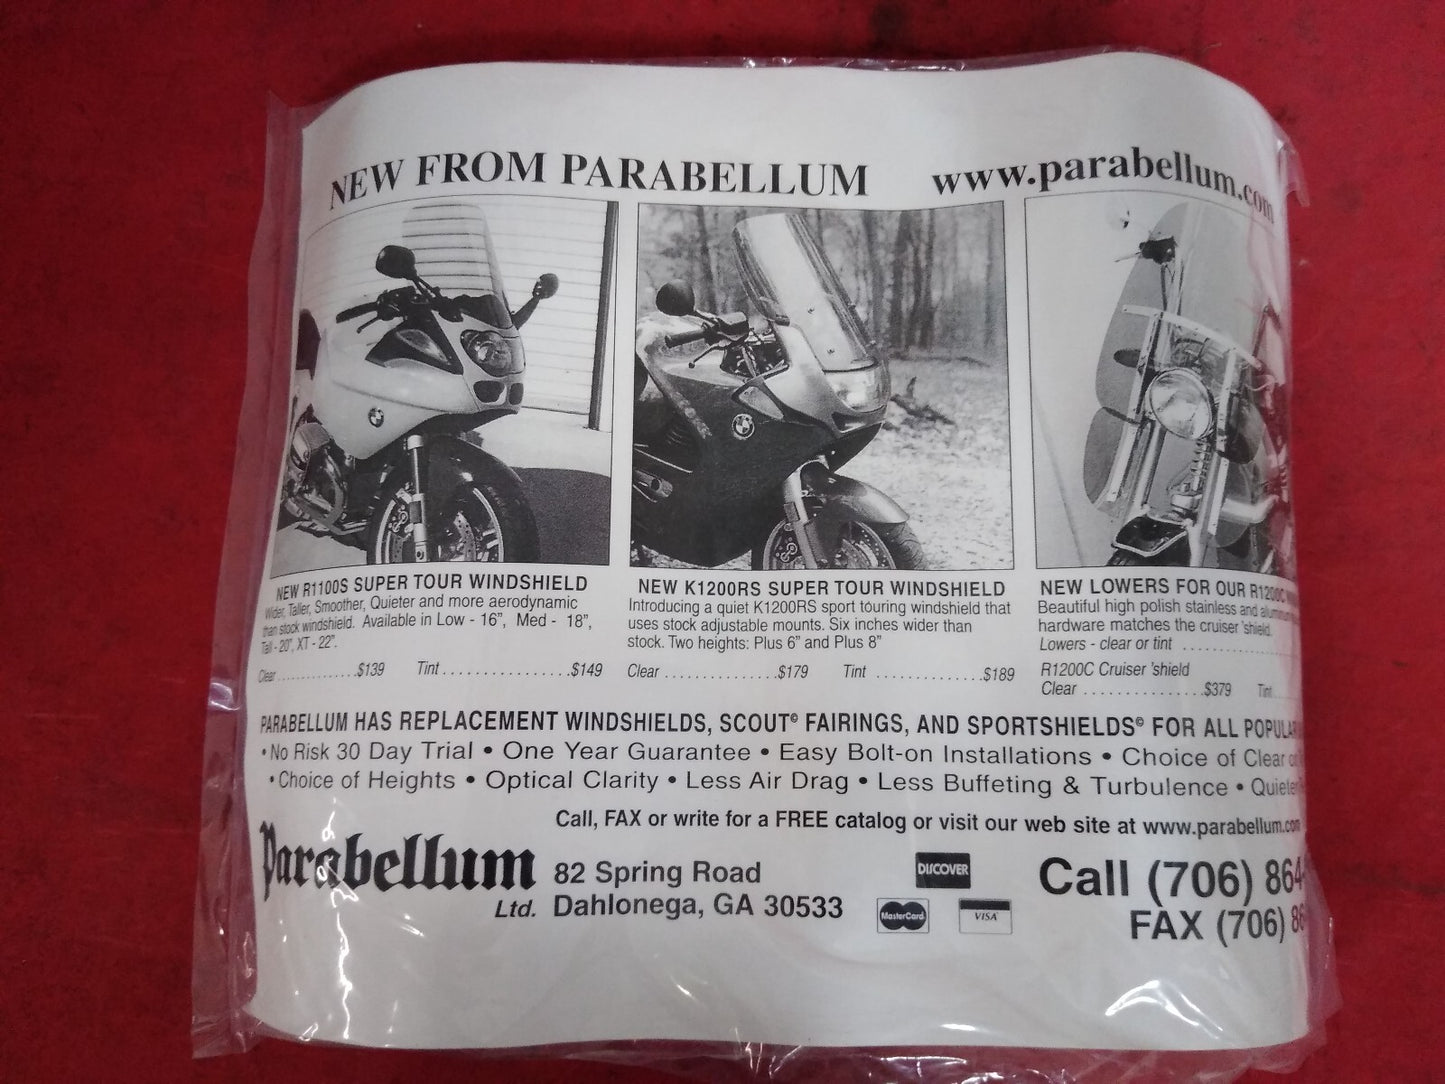 NEW FROM PARABELLUM
www.parabellum.com
NEW R1100S SUPER TOUR WINDSHIELD
Wider, Taller, Smoother, Quieter and more aerodynamic
than stock windshield. Available in Low - 16”, Med - 18”,
Tall - 20”, XT - 22”.
Clear .............$139 Tint ....................$149
NEW K1200RS SUPER TOUR WINDSHIELD
Introducing a quiet K1200RS sport touring windshield that
uses stock adjustable mounts. Six inches wider than
stock. Two heights: Plus 6” and Plus 8”
Clear .................$179 Tint ................$189
NEW LOWERS FOR OUR R1200C
Beautiful high polish stainless and aluminum
hardware matches the cruiser 'shield.
Lowers - clear or tint ..................
R1200C Cruiser 'shield
Clear ..................$379 Tint
PARABELLUM HAS REPLACEMENT WINDSHIELDS, SCOUT© FAIRINGS, AND SPORTSHIELDS© FOR ALL POPULAR
• No Risk 30 Day Trial • One Year Guarantee • Easy Bolt-on Installations • Choice of Clear or
• Choice of Heights • Optical Clarity • Less Air Drag • Less Buffeting & Turbulence • Quieter
Call, FAX or write for a FREE catalog or visit our web site at www.parabellum.com
Parabellum
Ltd.
82 Spring Road
Dahlonega, GA 30533
DISCOVER
MasterCard
VISA
Call (706) 864-
FAX (706) 86